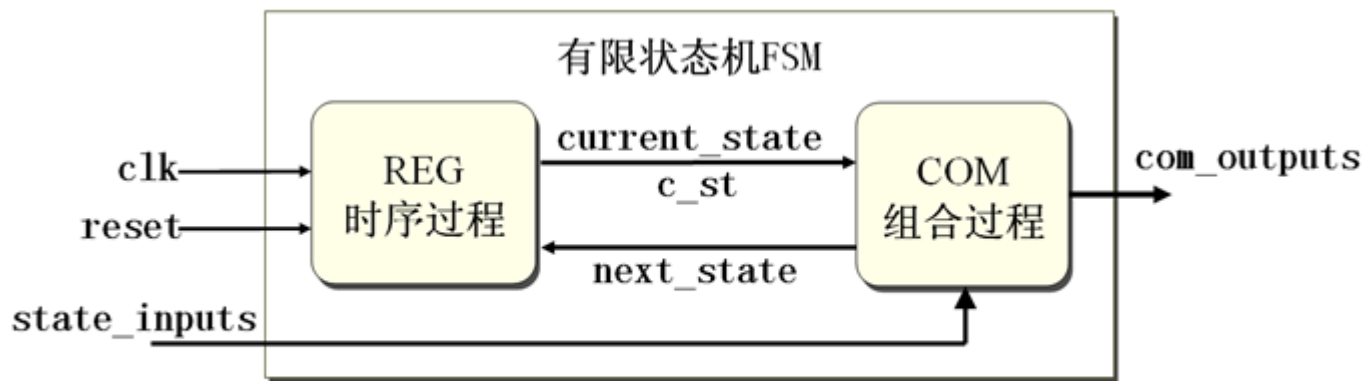 有限状态机FSM
clk
reset
REG
时序过程
current_state
c_st
next_state
COM
组合过程
com_outputs
state_inputs